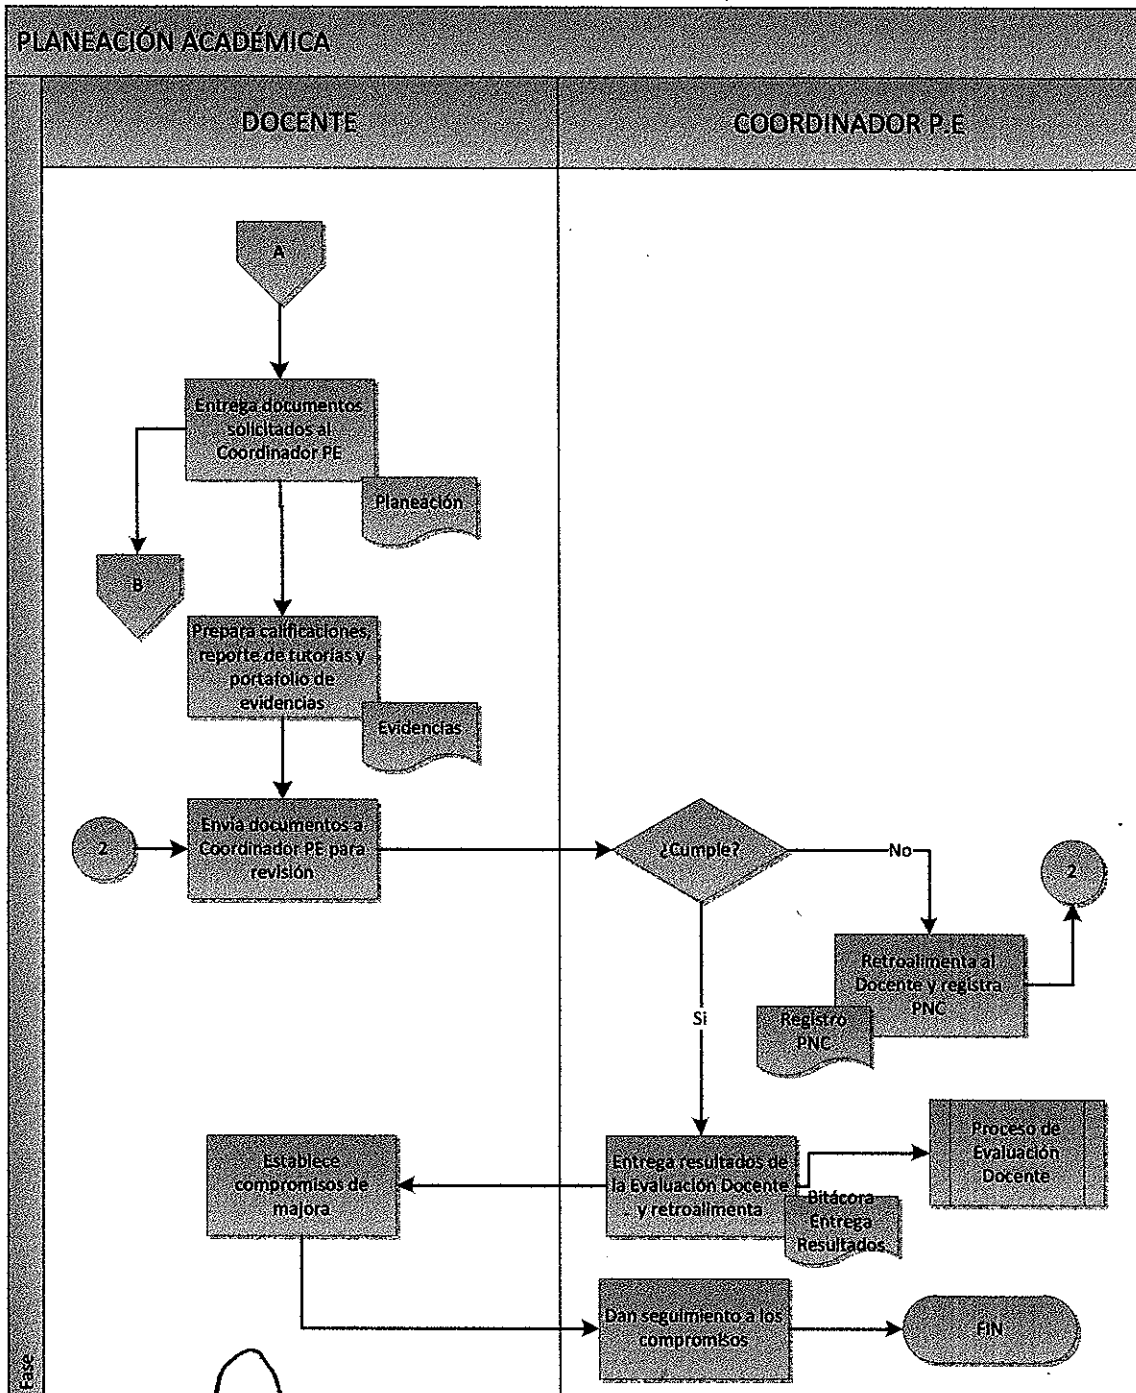 PLANEACIÓN ACADÉMICA
DOCENTE
COORDINADOR P.E
A
Entrega documentos
solicitados al
Coordinador PE
Planeación
B
Prepara calificaciones,
reporte de tutorías y
portafolio de
evidencias
Evidencias
2
Envía documentos a
Coordinador PE para
revisión
¿Cumple?
No
2
Retroalimenta al
Docente y registra
PNC
Registro
PNC
Si
Establece
compromisos de
majora
Entrega resultados de
la Evaluación Docente
y retroalimenta
Bitácora
Entrega
Resultados
Proceso de
Evaluación
Docente
Dan seguimiento a los
compromisos
FIN
Fase